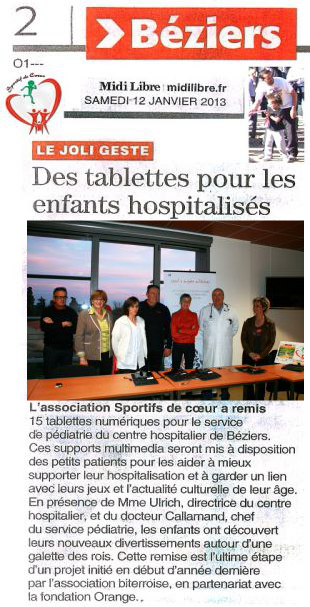 2
Béziers
01---
Sportif de Coeur
Midi Libre midilibre.fr
SAMEDI 12 JANVIER 2013
LE JOLI GESTE
Des tablettes pour les
enfants hospitalisés
L'association Sportifs de cœur a remis
15 tablettes numériques pour le service
de pédiatrie du centre hospitalier de Béziers.
Ces supports multimedia seront mis à disposition
des petits patients pour les aider à mieux
supporter leur hospitalisation et à garder un lien
avec leurs jeux et l'actualité culturelle de leur âge.
En présence de Mme Ulrich, directrice du centre
hospitalier, et du docteur Callamand, chef
du service pédiatrie, les enfants ont découvert
leurs nouveaux divertissements autour d'une
galette des rois. Cette remise est l'ultime étape
d'un projet initié en début d'année dernière
par l'association biterroise, en partenariat avec
la fondation Orange.